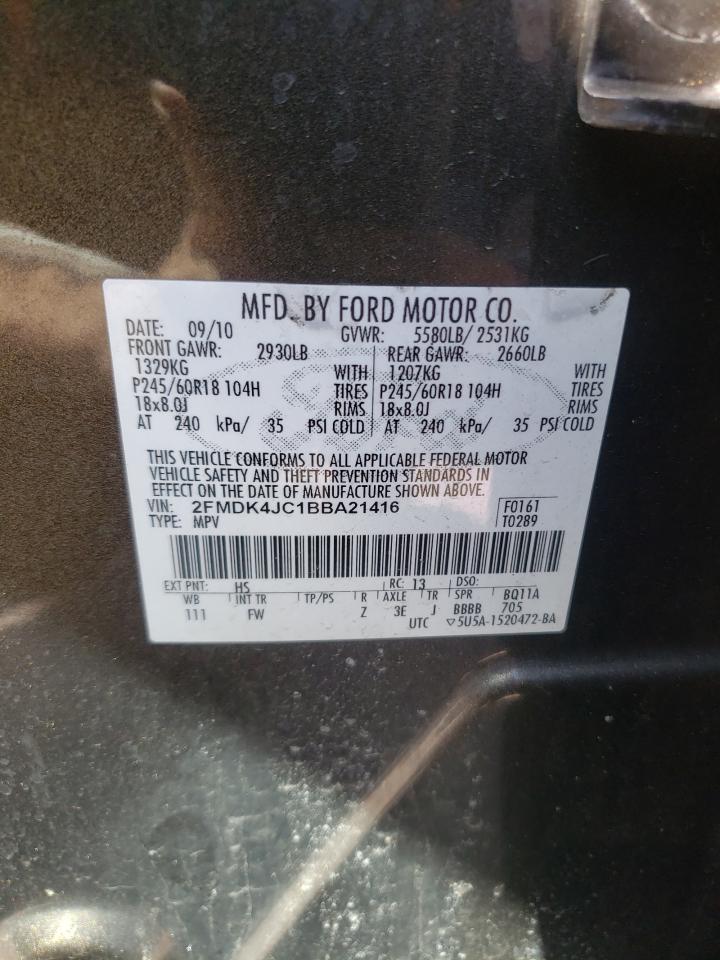 MFD. BY FORD MOTOR CO.
DATE: 09/10 GVWR: 5580LB/ 2531KG
FRONT GAWR: 2930LB REAR GAWR: 2660LB
1329KG WITH 1207KG WITH
P245/60R18 104H TIRES P245/60R18 104H TIRES
18x8.0J RIMS 18x8.0J RIMS
AT 240 kPa/ 35 PSI COLD AT 240 kPa/ 35 PSI COLD
THIS VEHICLE CONFORMS TO ALL APPLICABLE FEDERAL MOTOR
VEHICLE SAFETY AND THEFT PREVENTION STANDARDS IN
EFFECT ON THE DATE OF MANUFACTURE SHOWN ABOVE.
VIN: 2FMDK4JC1BBA21416 F0161
TYPE: MPV T0289
EXT PNT: HS RC: 13 DSO:
WB INT TR TP/PS R AXLE TR SPR BQ11A
111 FW Z 3E J BBBB 705
UTC ▽5U5A-1520472-BA